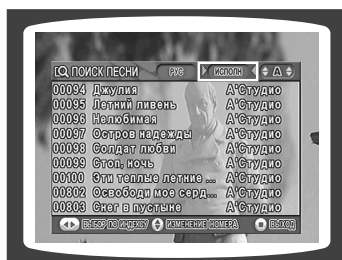 ПОИСК ПЕСНИ РУС ИСПОЛН А
00094 Джулия А'Студио
00095 Летний ливень А'Студио
00096 Нелюбимая А'Студио
00097 Остров надежды А'Студио
00098 Солдат любви А'Студио
00099 Стоп, ночь А'Студио
00100 Эти теплые летние ... А'Студио
00802 Освободи мое серд... А'Студио
00803 Снег в пустыне А'Студио
ВЫБОР ПО ИНДЕКСУ ИЗМЕНЕНИЕ НОМЕРА ВЫХОД